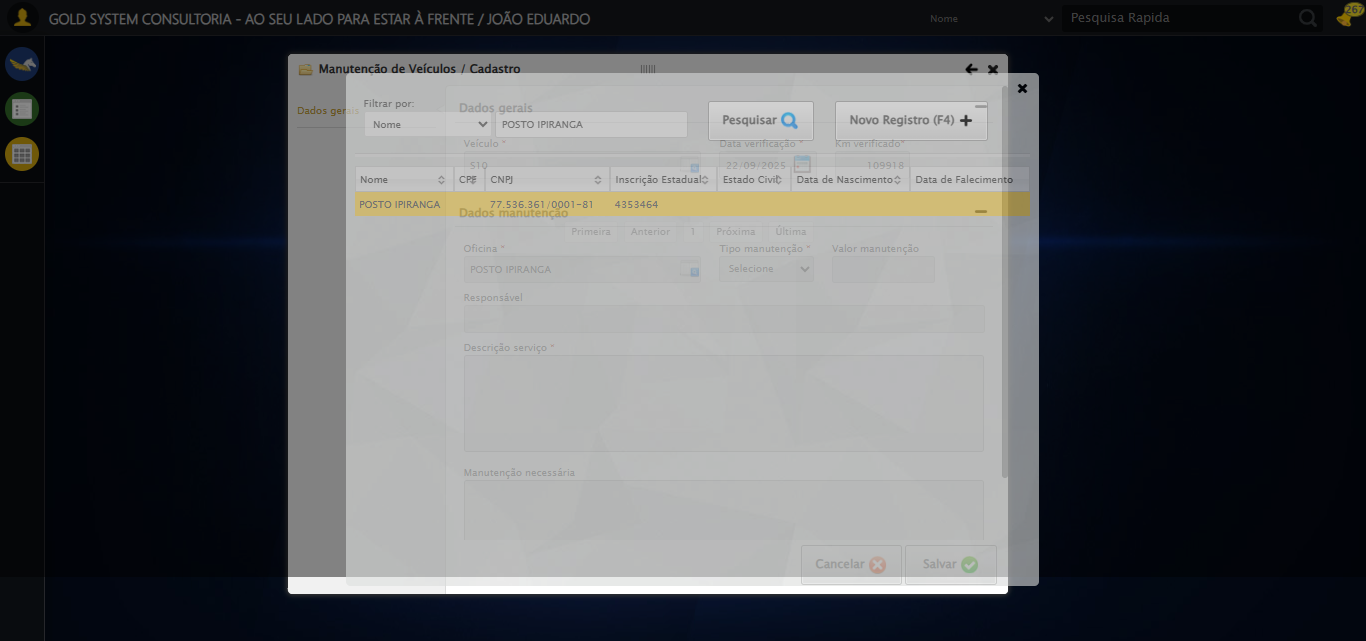 GOLD SYSTEM CONSULTORIA - AO SEU LADO PARA ESTAR À FRENTE / JOÃO EDUARDO
Nome
Pesquisa Rapida
267
Manutenção de Veículos / Cadastro
Dados gerais
Filtrar por:
Nome
POSTO IPIRANGA
Pesquisar
Novo Registro (F4)
Dados gerais
Veículo *
Data verificação *
Km verificado*
S10
22/09/2025
109918
Nome
CPF
CNPJ
Inscrição Estadual
Estado Civil
Data de Nascimento
Data de Falecimento
POSTO IPIRANGA
77.536.361/0001-81
4353464
Dados manutenção
Primeira
Anterior
1
Próxima
Última
Oficina *
Tipo manutenção *
Valor manutenção
POSTO IPIRANGA
Selecione
Responsável
Descrição serviço *
Manutenção necessária
Cancelar
Salvar